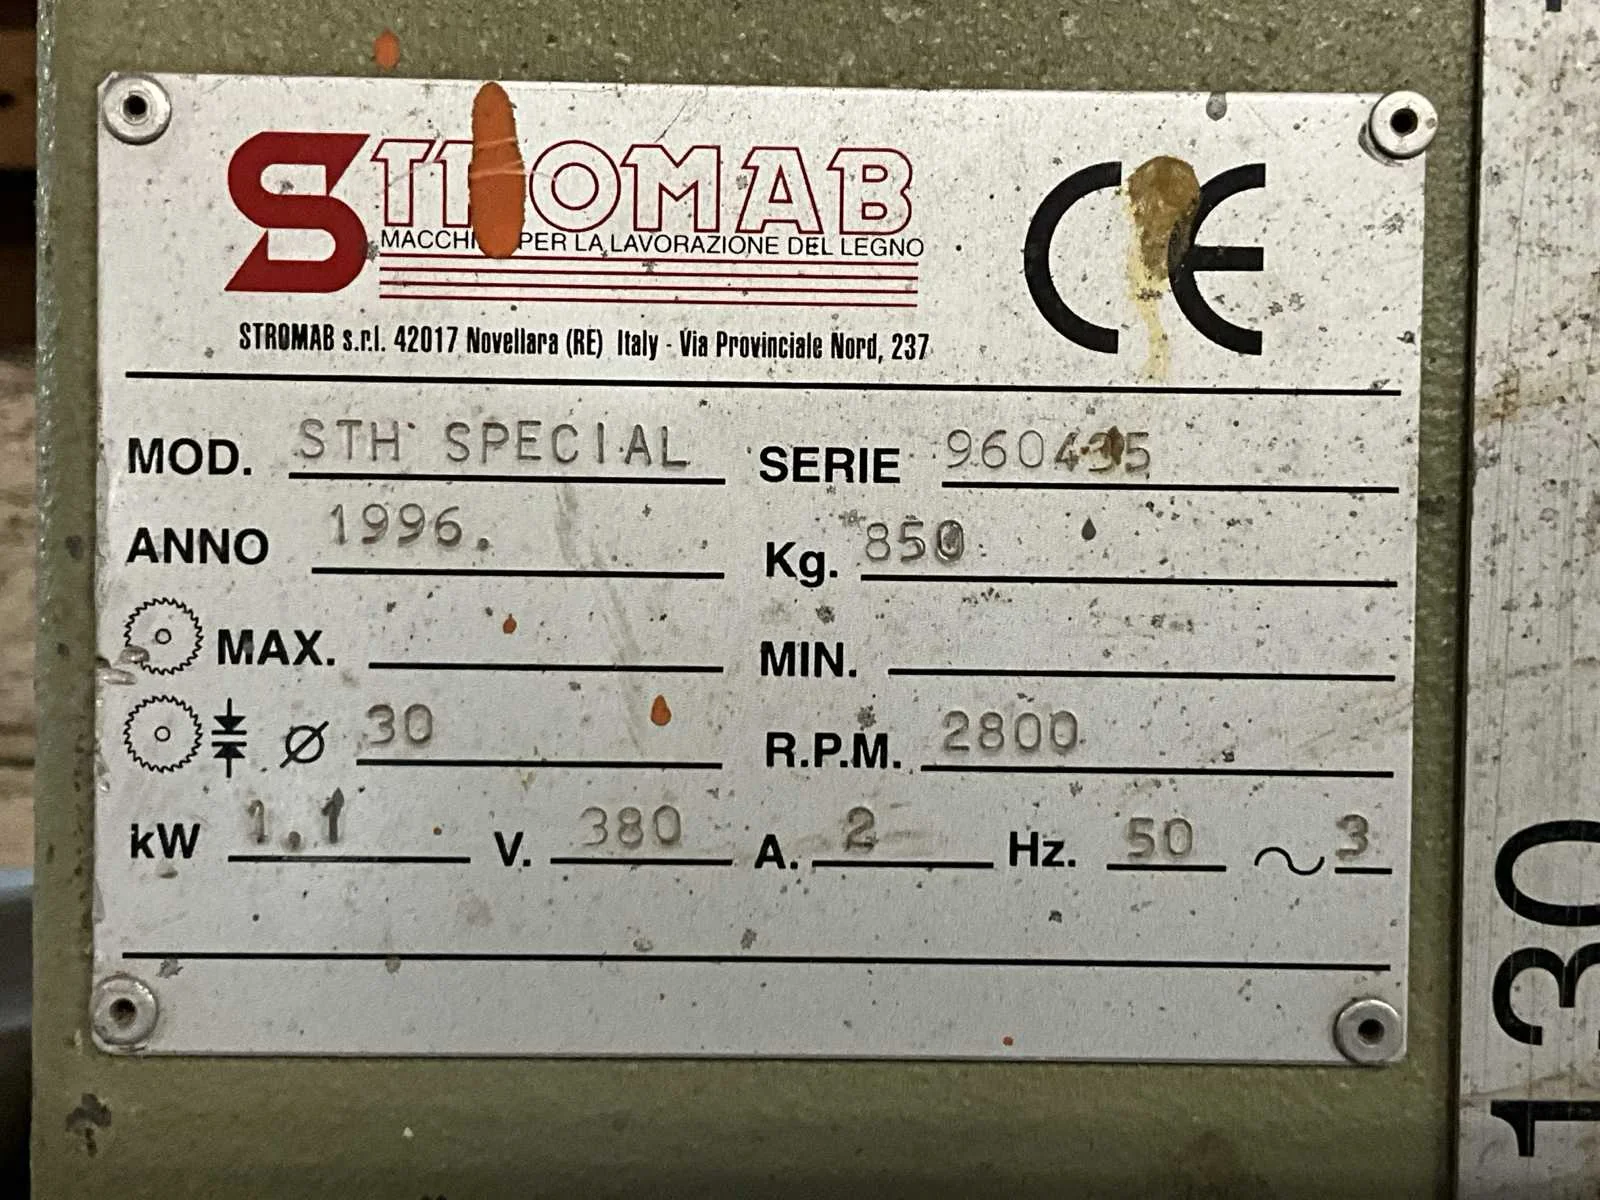 STROMAB
MACCHINE PER LA LAVORAZIONE DEL LEGNO
CE
STROMAB s.r.l. 42017 Novellara (RE) Italy - Via Provinciale Nord, 237
MOD. STH SPECIAL SERIE 960435
ANNO 1996. Kg. 850
MAX. MIN.
Ø 30 R.P.M. 2800
kW 1.1 V. 380 A. 2 Hz. 50 ~ 3
130